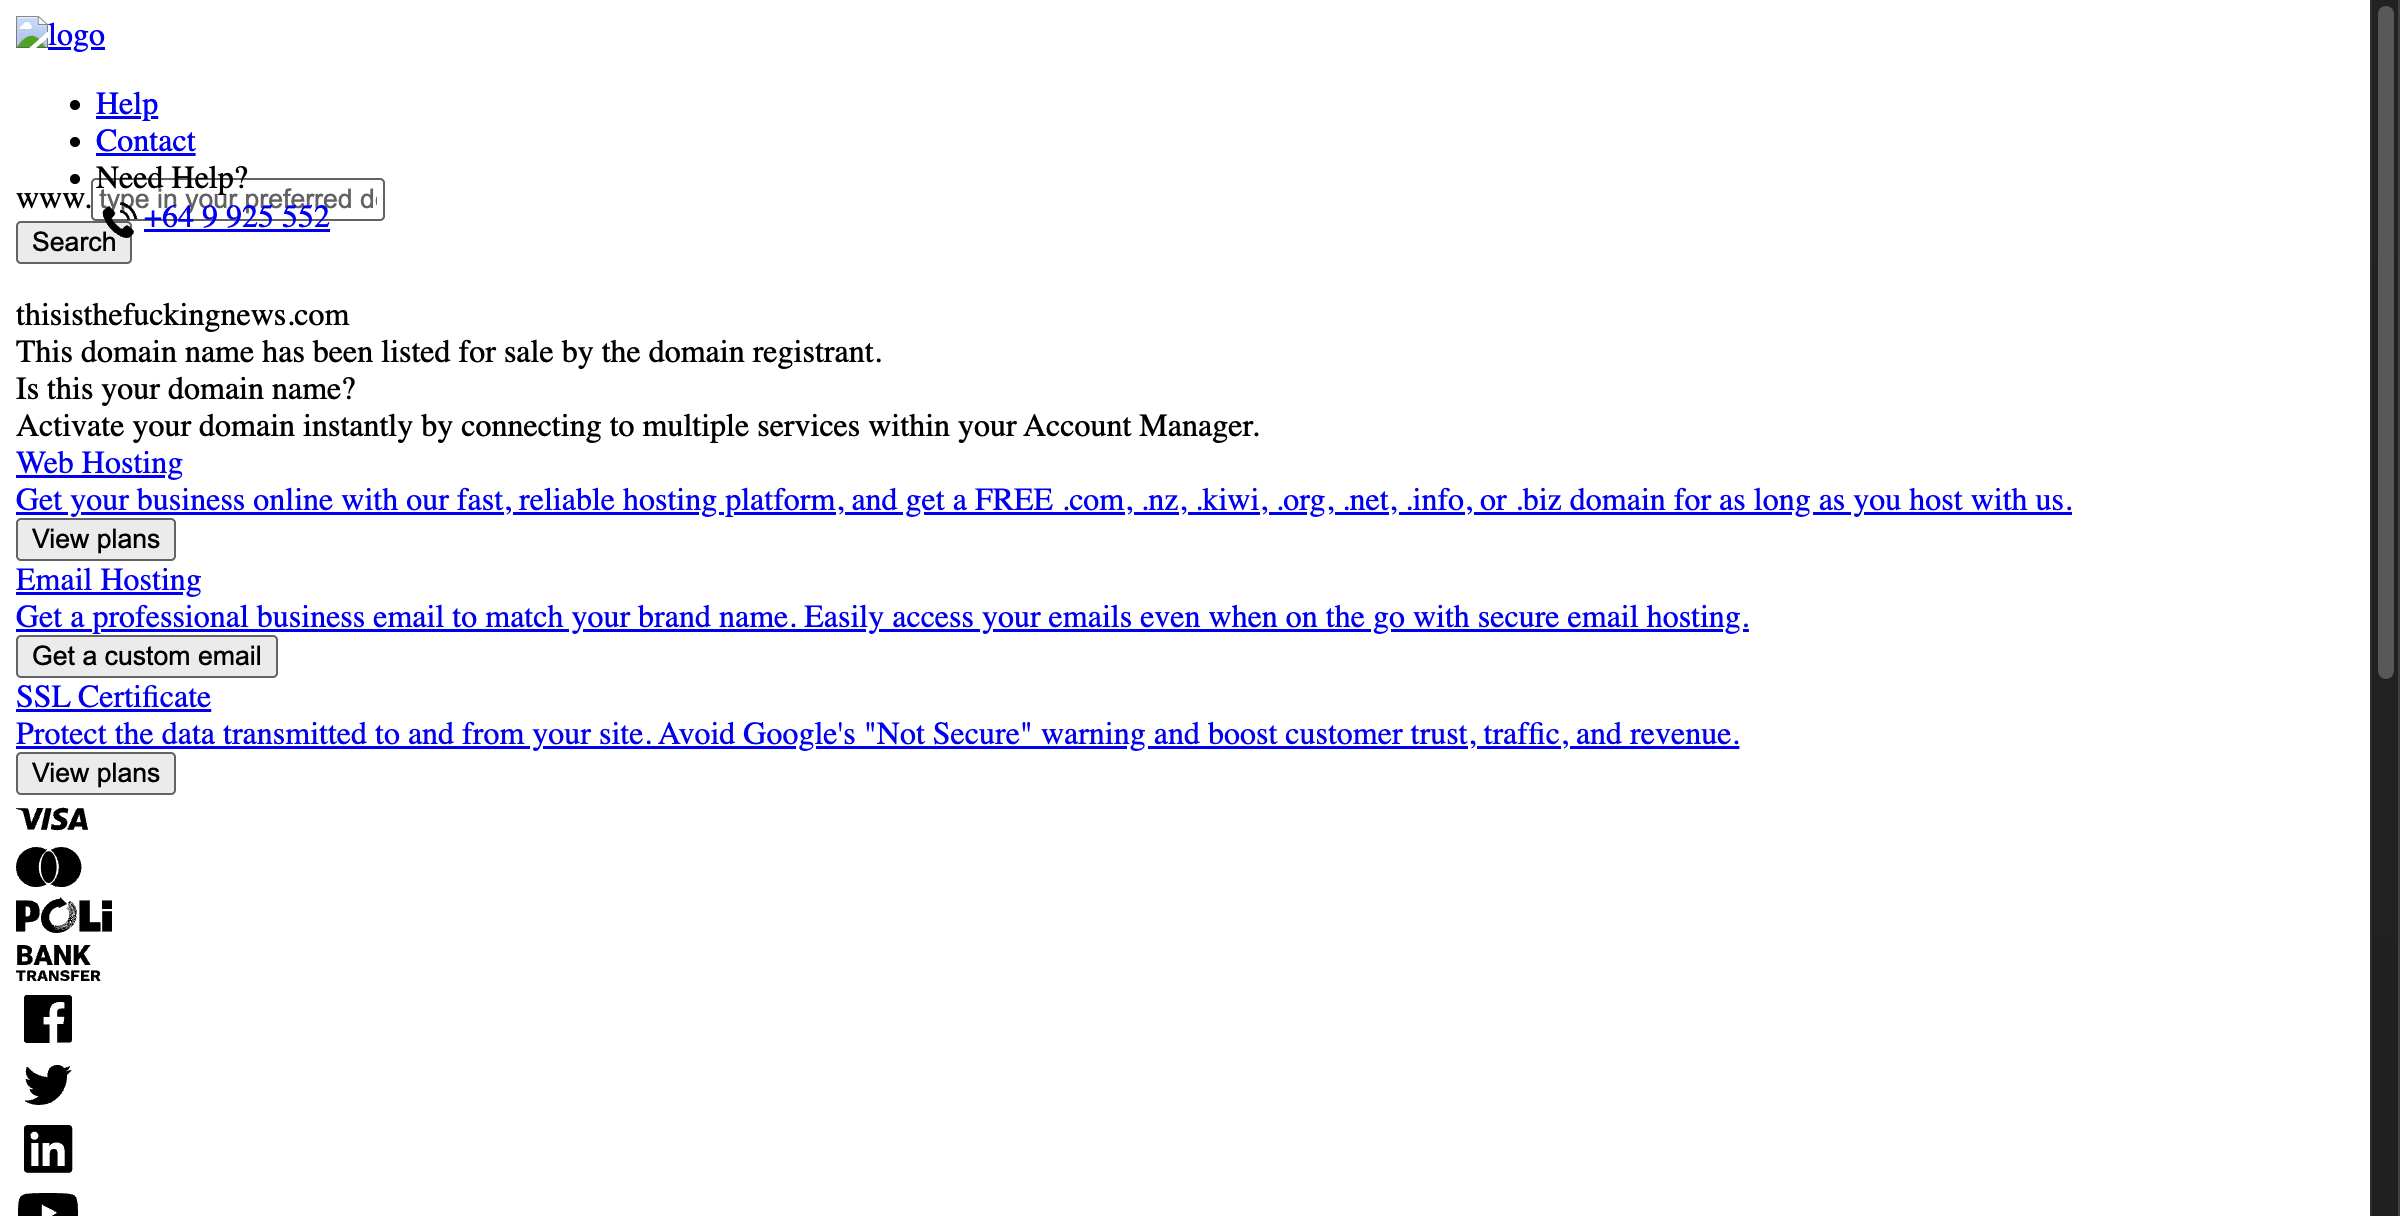 logo
Help
Contact
Need Help?
www. type in your preferred d
+64 9 925 552
Search
thisisthefuckingnews.com
This domain name has been listed for sale by the domain registrant.
Is this your domain name?
Activate your domain instantly by connecting to multiple services within your Account Manager.
Web Hosting
Get your business online with our fast, reliable hosting platform, and get a FREE .com, .nz, .kiwi, .org, .net, .info, or .biz domain for as long as you host with us.
View plans
Email Hosting
Get a professional business email to match your brand name. Easily access your emails even when on the go with secure email hosting.
Get a custom email
SSL Certificate
Protect the data transmitted to and from your site. Avoid Google's "Not Secure" warning and boost customer trust, traffic, and revenue.
View plans
VISA
POLi
BANK
TRANSFER
in